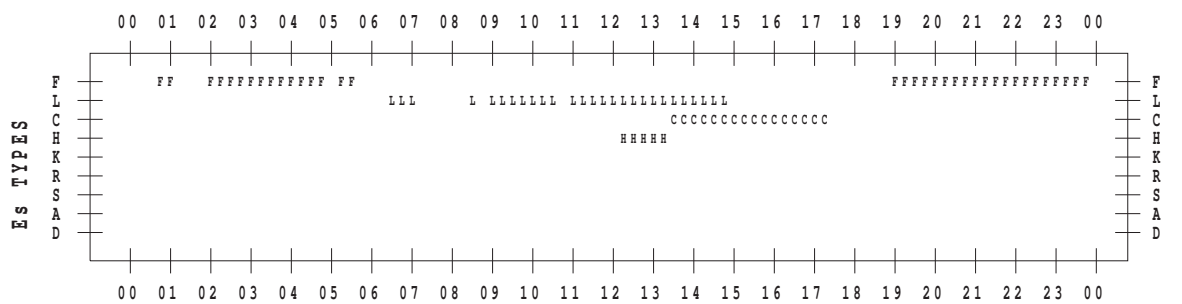 00 01 02 03 04 05 06 07 08 09 10 11 12 13 14 15 16 17 18 19 20 21 22 23 00
F FF FFFFFFFFFFFF FF FFFFFFFFFFFFFFFFFFFF F
L LLL L LLLLLLL LLLLLLLLLLLLLLLL L
C CCCCCCCCCCCCCCCC C
H HHHHH H
K K
R R
S S
A A
D D
Es TYPES
00 01 02 03 04 05 06 07 08 09 10 11 12 13 14 15 16 17 18 19 20 21 22 23 00